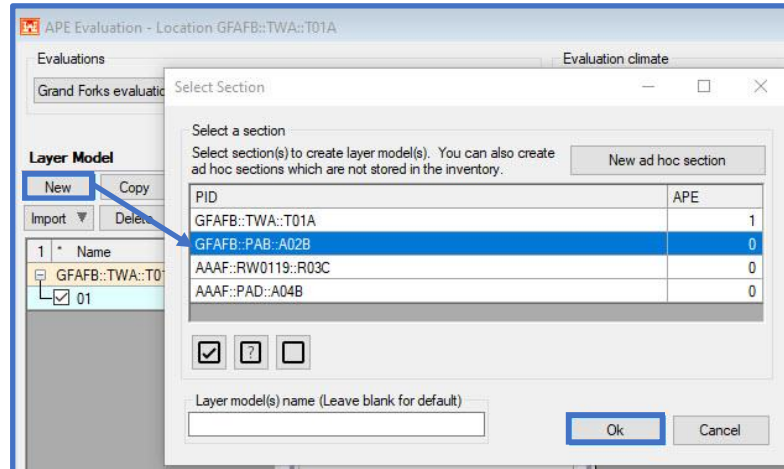 APE Evaluation - Location GFAFB::TWA::T01A
Evaluations
Evaluation climate
Grand Forks evaluatio
Select Section
Layer Model
New
Copy
Import
Delete
1 * Name
GFAFB::TWA::T0
01
Select a section
Select section(s) to create layer model(s). You can also create
ad hoc sections which are not stored in the inventory.
New ad hoc section
PID APE
GFAFB::TWA::T01A 1
GFAFB::PAB::A02B 0
AAAF::RW0119::R03C 0
AAAF::PAD::A04B 0
?
Layer model(s) name (Leave blank for default)
Ok
Cancel